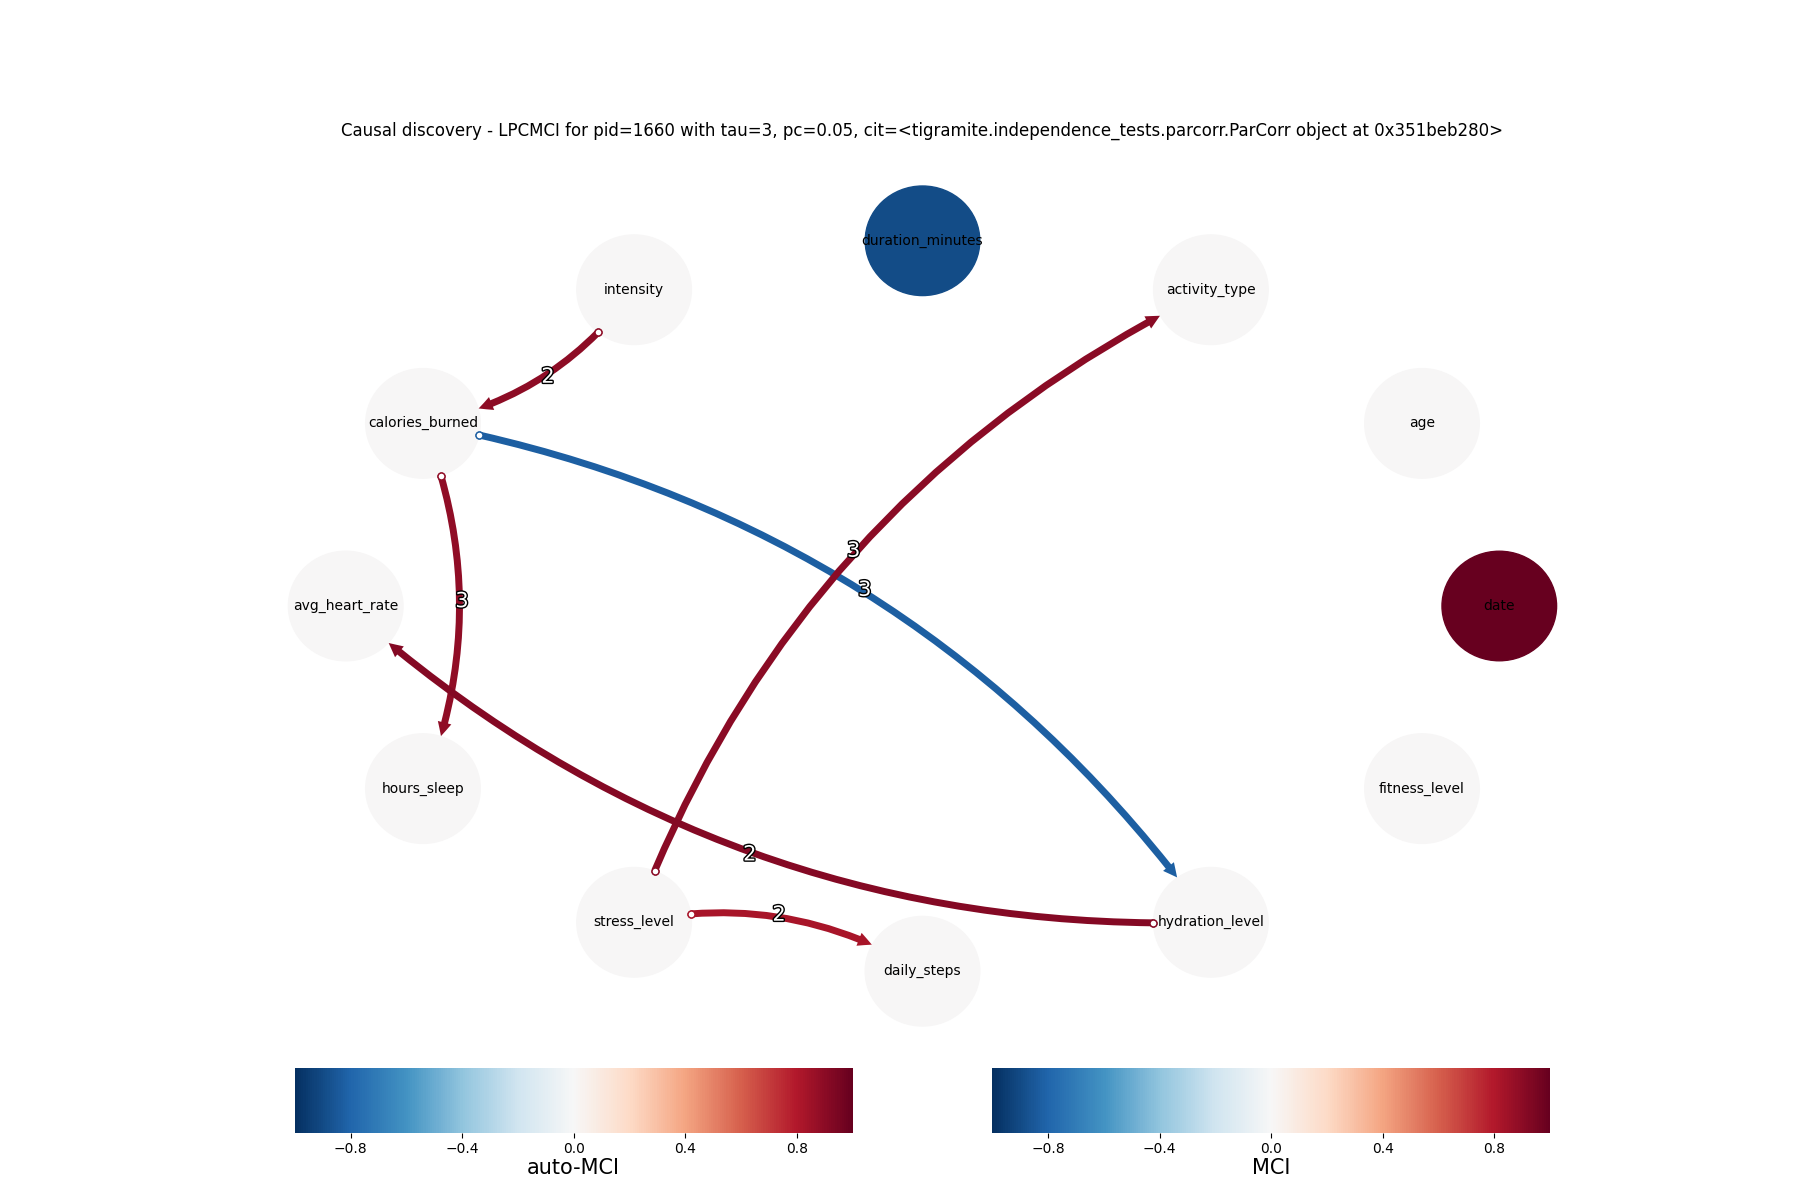 Causal discovery - LPCMCI for pid=1660 with tau=3, pc=0.05, cit=<tigramite.independence_tests.parcorr.ParCorr object at 0x351beb280>
duration_minutes
intensity
activity_type
2
calories_burned
age
3
3
3
avg_heart_rate
date
hours_sleep
fitness_level
2
2
stress_level
hydration_level
daily_steps
−0.8 −0.4 0.0 0.4 0.8
auto-MCI
−0.8 −0.4 0.0 0.4 0.8
MCI